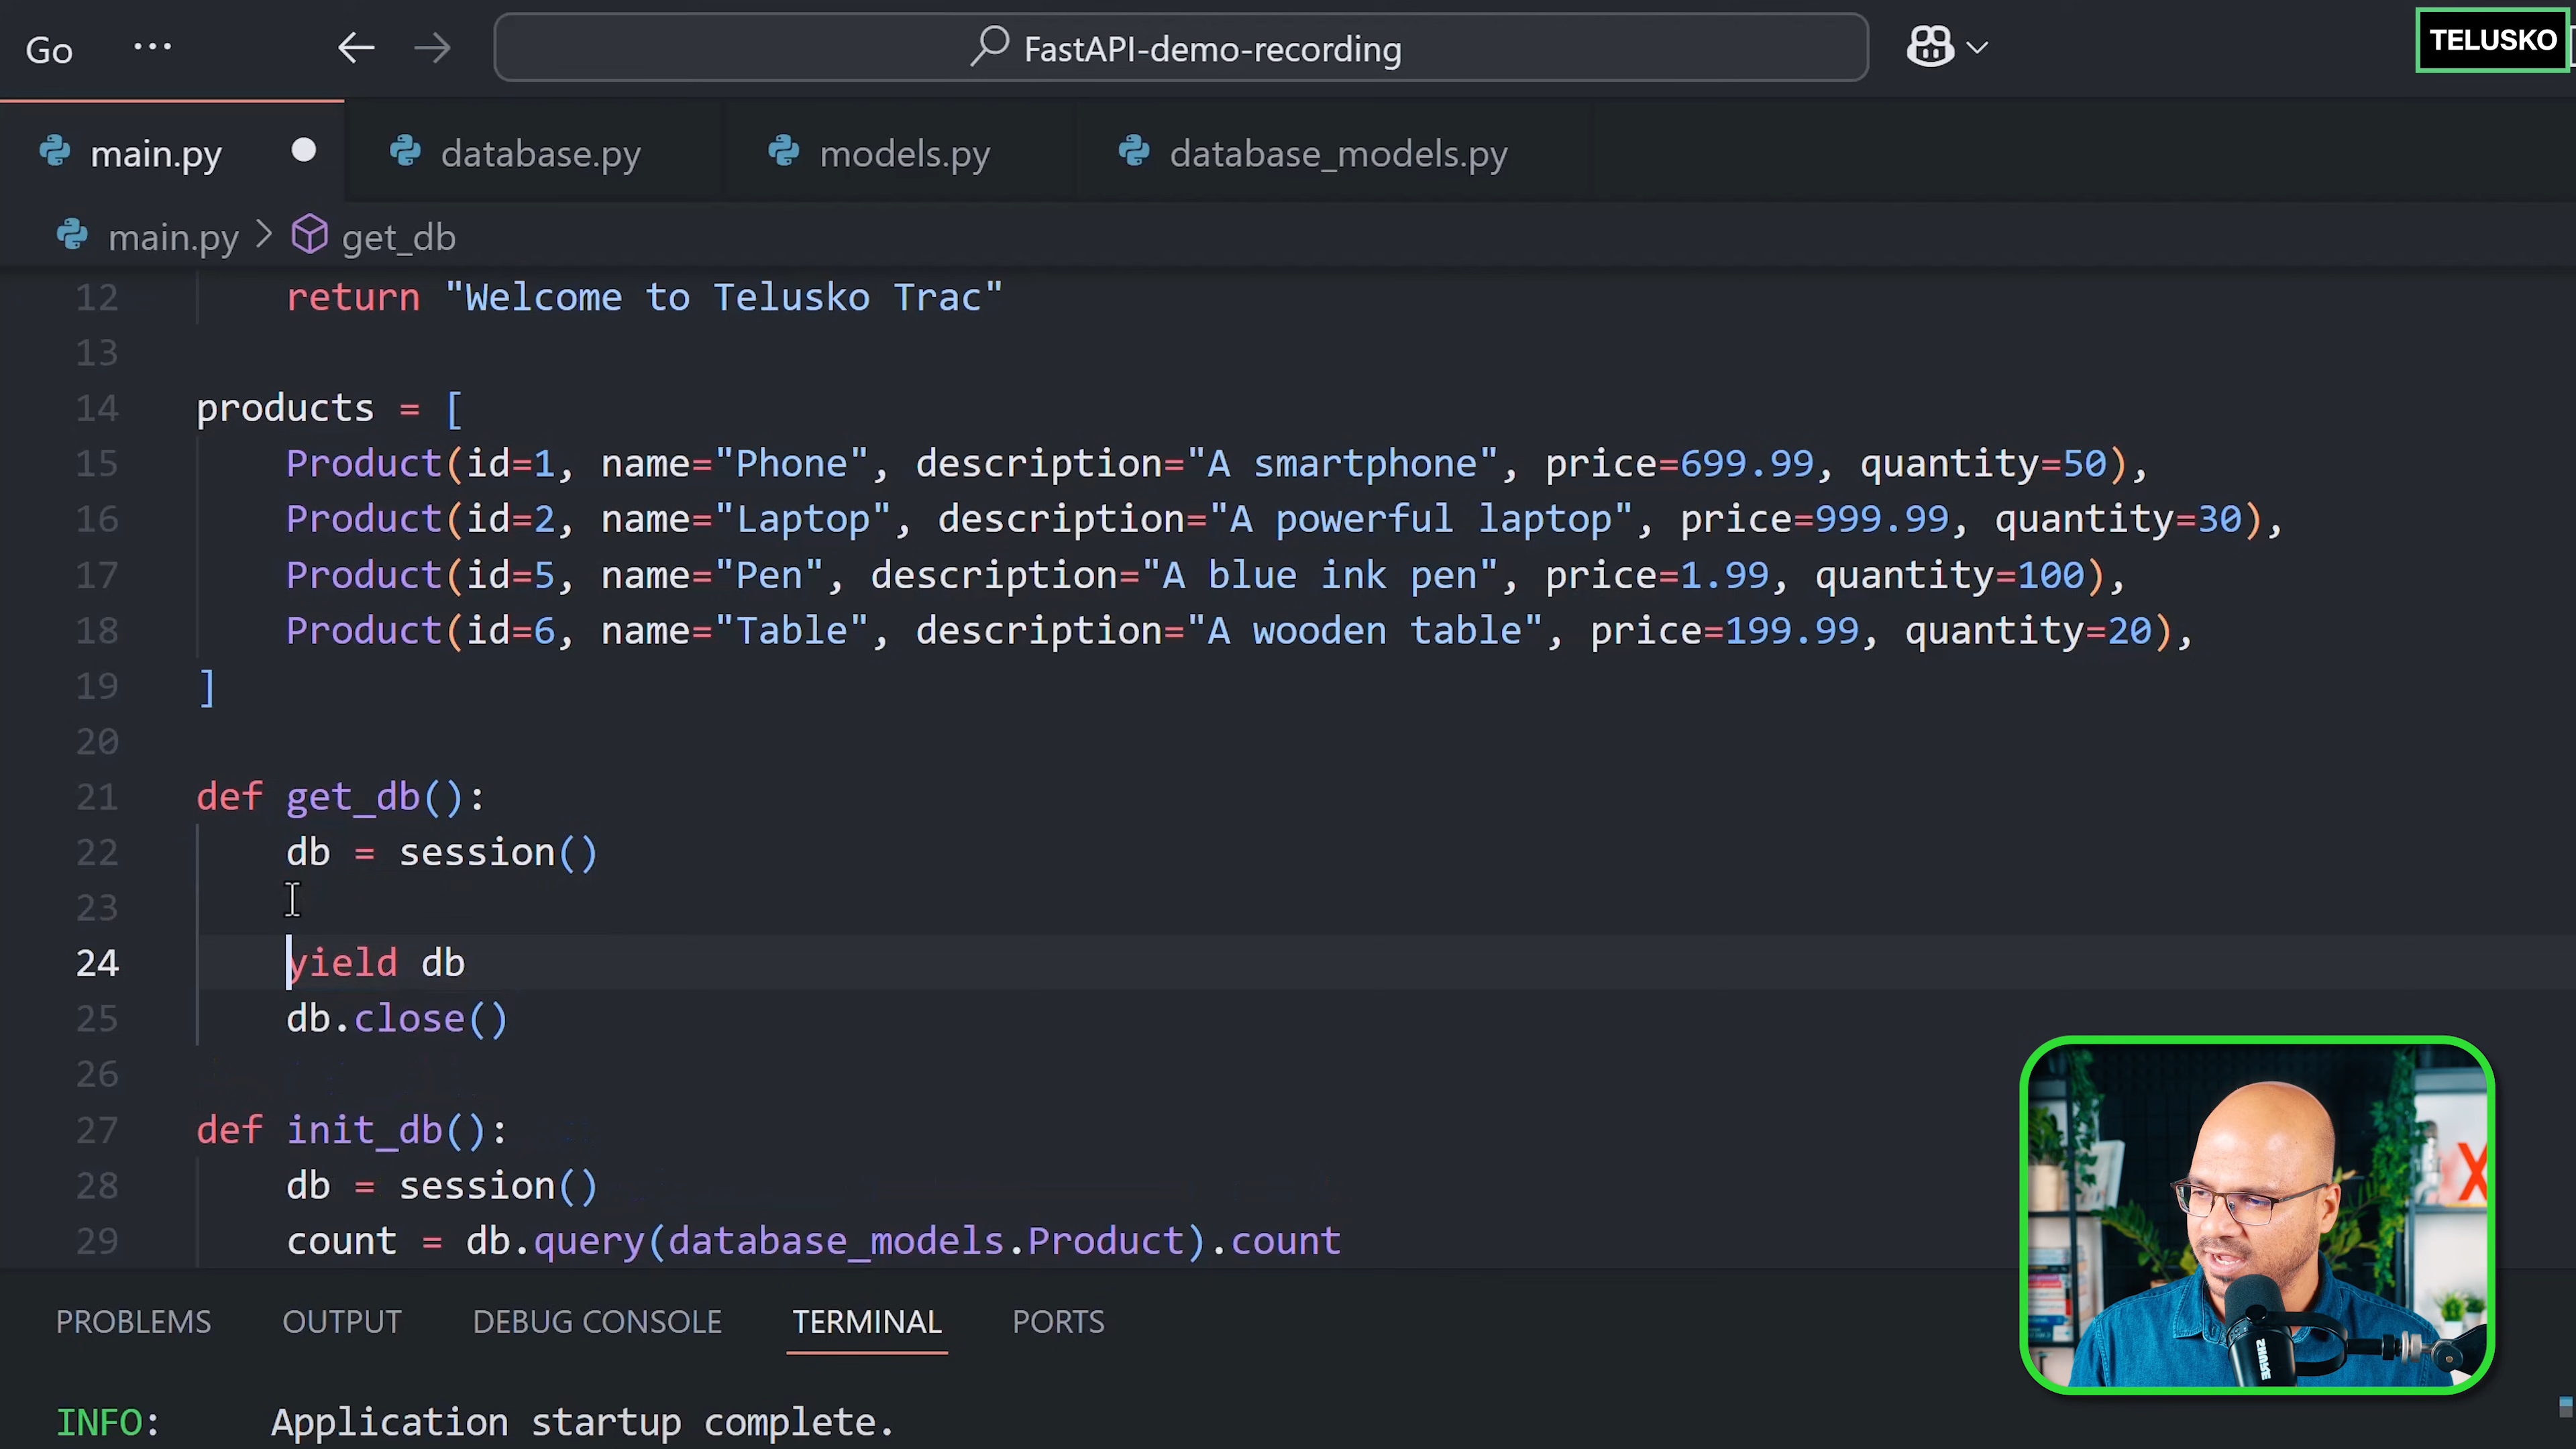 Go ··· FastAPI-demo-recording TELUSKO
main.py database.py models.py database_models.py
main.py > get_db
12 return "Welcome to Telusko Trac"
13
14 products = [
15 Product(id=1, name="Phone", description="A smartphone", price=699.99, quantity=50),
16 Product(id=2, name="Laptop", description="A powerful laptop", price=999.99, quantity=30),
17 Product(id=5, name="Pen", description="A blue ink pen", price=1.99, quantity=100),
18 Product(id=6, name="Table", description="A wooden table", price=199.99, quantity=20),
19 ]
20
21 def get_db():
22 db = session()
23
24 yield db
25 db.close()
26
27 def init_db():
28 db = session()
29 count = db.query(database_models.Product).count
PROBLEMS OUTPUT DEBUG CONSOLE TERMINAL PORTS
INFO: Application startup complete.
SHURE
X